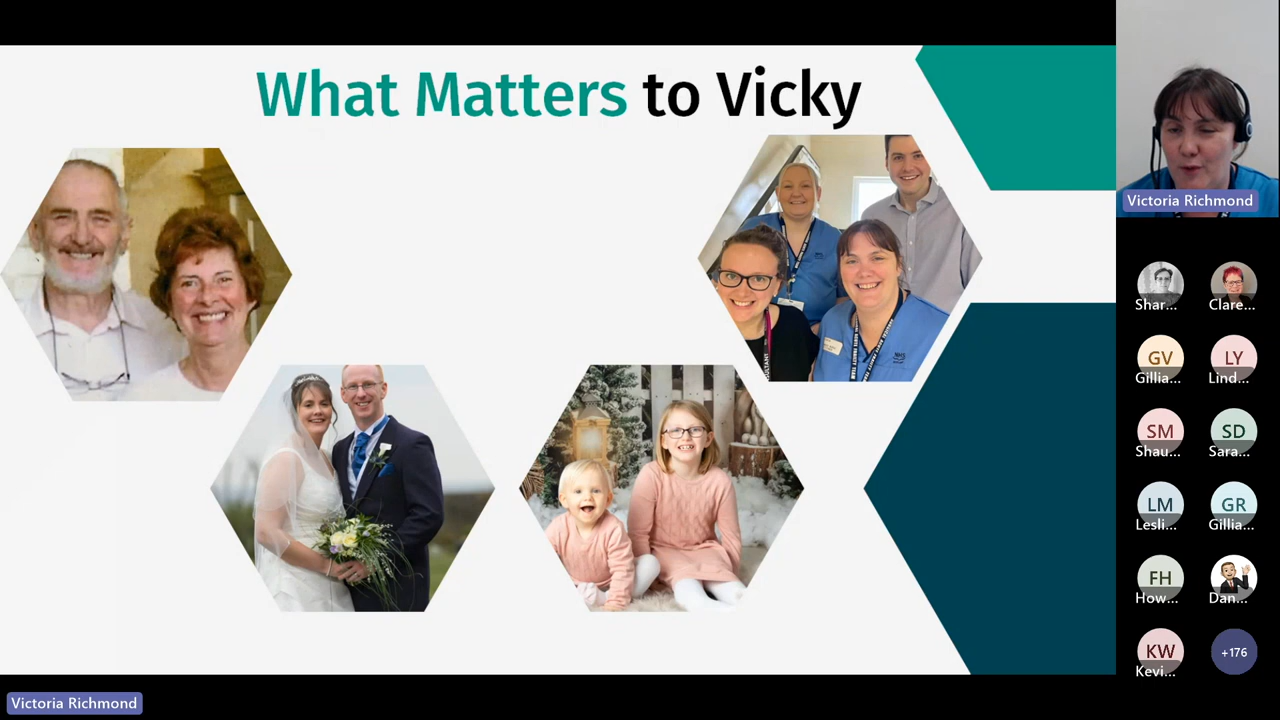 What Matters to Vicky
Victoria Richmond
Shar...
Clare...
GV
Gillia...
LY
Lind...
SM
Shau...
SD
Sara...
LM
Lesli...
GR
Gillia...
FH
How...
Dan...
KW
Kevi...
+176
NHS
Victoria Richmond